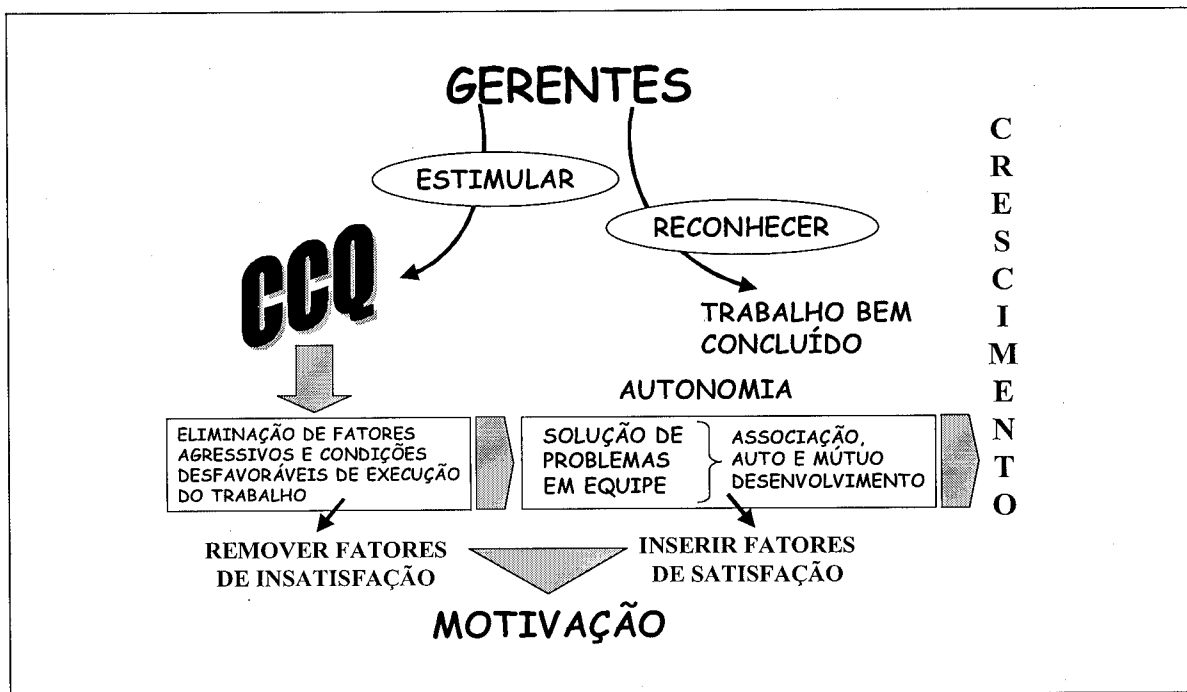 GERENTES
ESTIMULAR
RECONHECER
CCQ
TRABALHO BEM
CONCLUÍDO
AUTONOMIA
ELIMINAÇÃO DE FATORES
AGRESSIVOS E CONDIÇÕES
DESFAVORÁVEIS DE EXECUÇÃO
DO TRABALHO
SOLUÇÃO DE
PROBLEMAS
EM EQUIPE
ASSOCIAÇÃO,
AUTO E MÚTUO
DESENVOLVIMENTO
CRESCIMENTO
REMOVER FATORES
DE INSATISFAÇÃO
INSERIR FATORES
DE SATISFAÇÃO
MOTIVAÇÃO